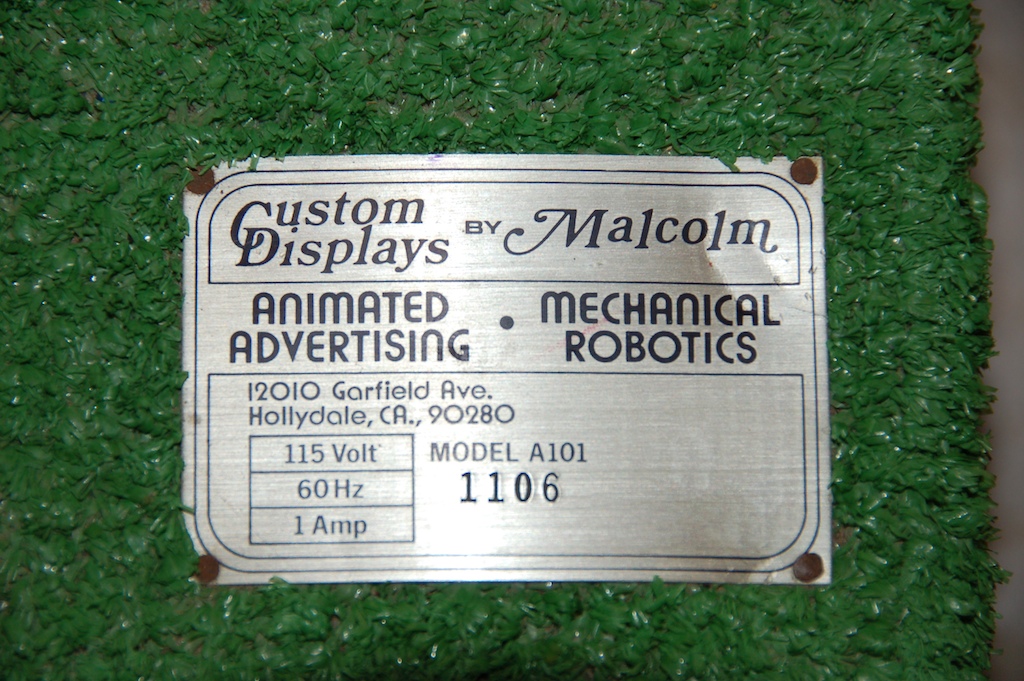 Custom Displays BY Malcolm
ANIMATED ADVERTISING • MECHANICAL ROBOTICS
12010 Garfield Ave.
Hollydale, CA., 90280
115 Volt
60 Hz
1 Amp
MODEL A101
1106